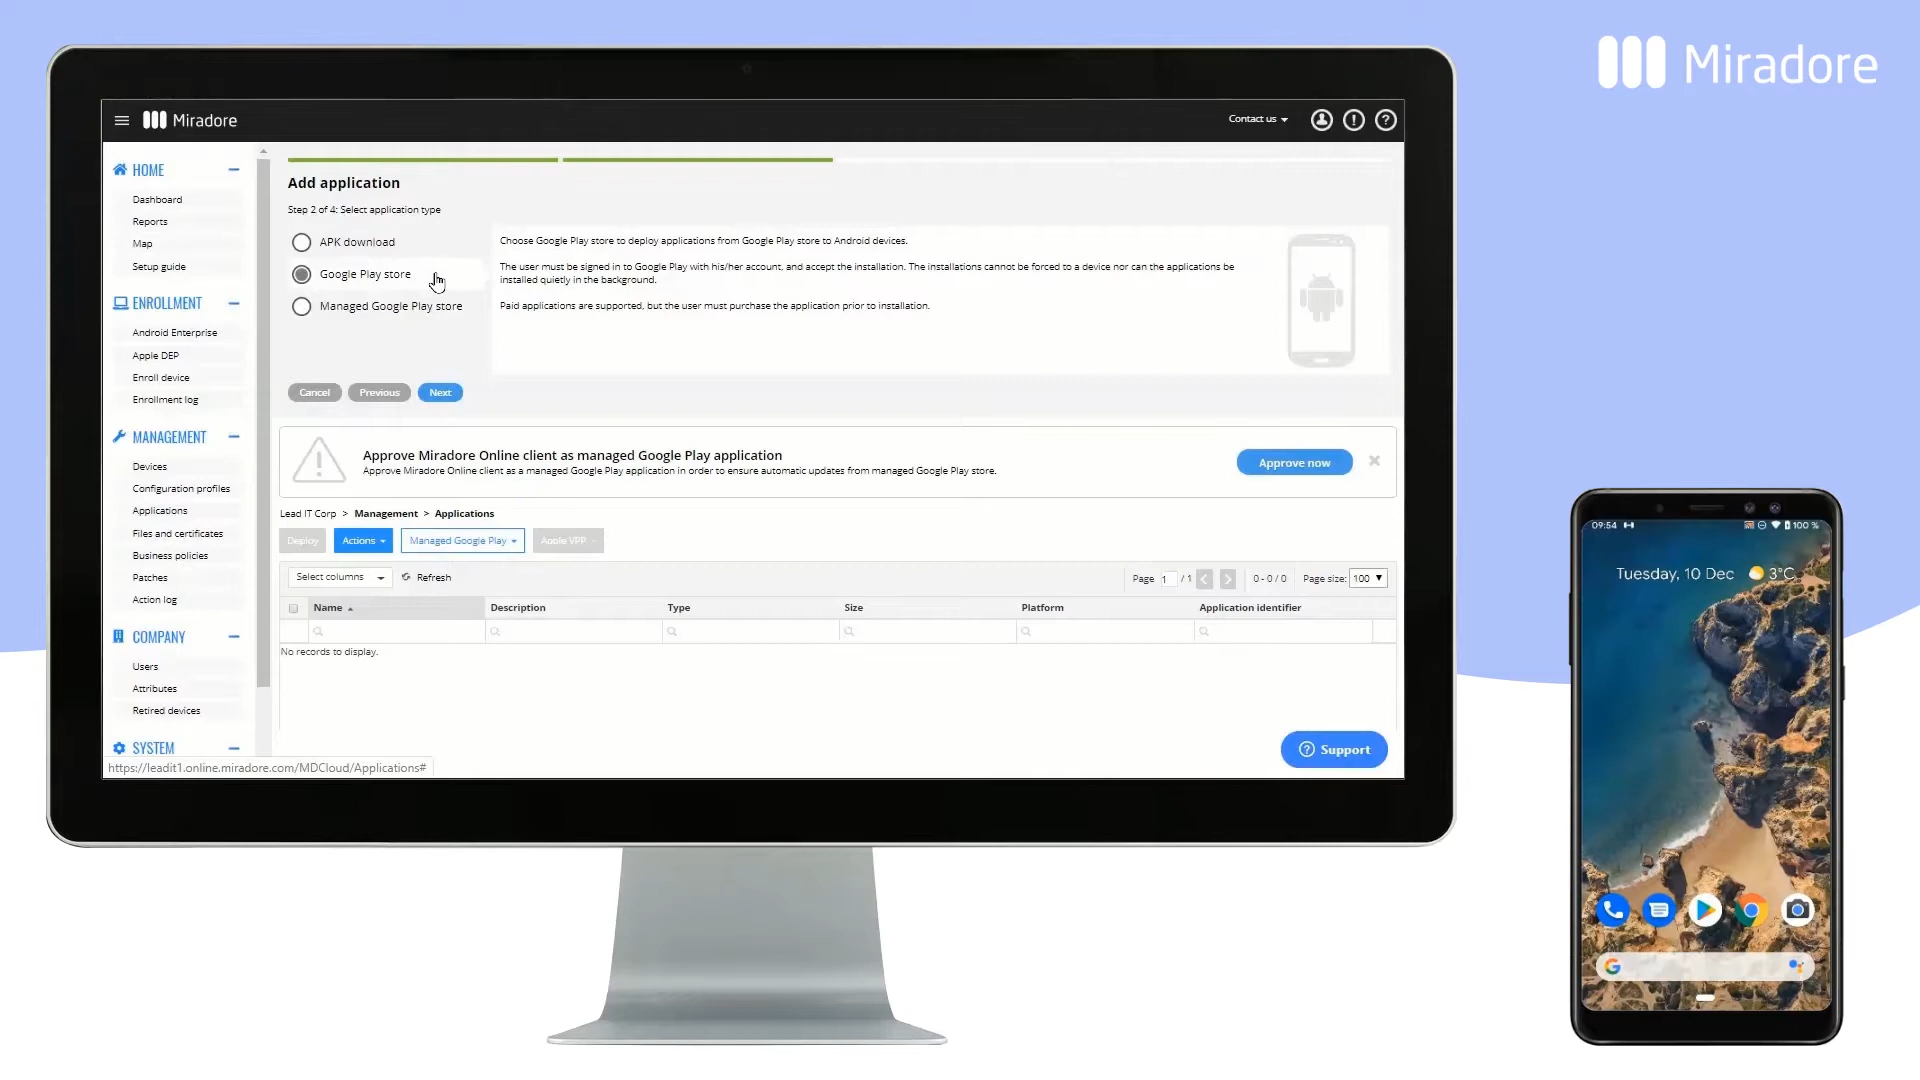 Miradore
Miradore
Contact us
HOME
Dashboard
Reports
Map
Setup guide
ENROLLMENT
Android Enterprise
Apple DEP
Enroll device
Enrollment log
MANAGEMENT
Devices
Configuration profiles
Applications
Files and certificates
Business policies
Patches
Action log
COMPANY
Users
Attributes
Retired devices
SYSTEM
https://leadit1.online.miradore.com/MDCloud/Applications#
Add application
Step 2 of 4: Select application type
APK download
Google Play store
Managed Google Play store
Choose Google Play store to deploy applications from Google Play store to Android devices.
The user must be signed in to Google Play with his/her account, and accept the installation. The installations cannot be forced to a device nor can the applications be
installed quietly in the background.
Paid applications are supported, but the user must purchase the application prior to installation.
Cancel Previous Next
Approve Miradore Online client as managed Google Play application
Approve Miradore Online client as a managed Google Play application in order to ensure automatic updates from managed Google Play store.
Approve now
Lead IT Corp > Management > Applications
Deploy Actions Managed Google Play Apple VPP
Select columns Refresh Page 1 / 1 0 - 0 / 0 Page size: 100
Name Description Type Size Platform Application identifier
No records to display.
Support
09:54 100 %
Tuesday, 10 Dec 3°C